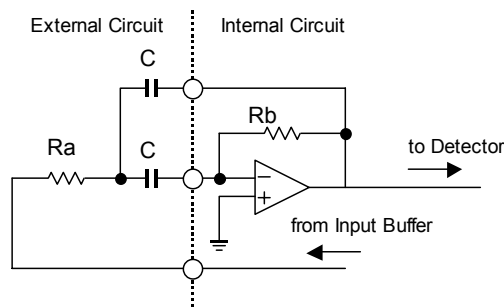 External Circuit
Internal Circuit
C
Rb
Ra
C
to Detector
from Input Buffer